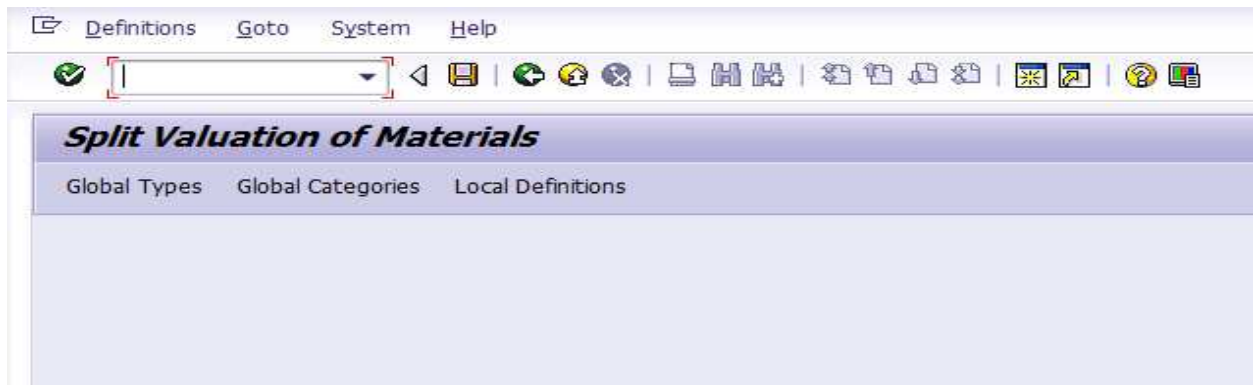 Definitions Goto System Help
Split Valuation of Materials
Global Types Global Categories Local Definitions